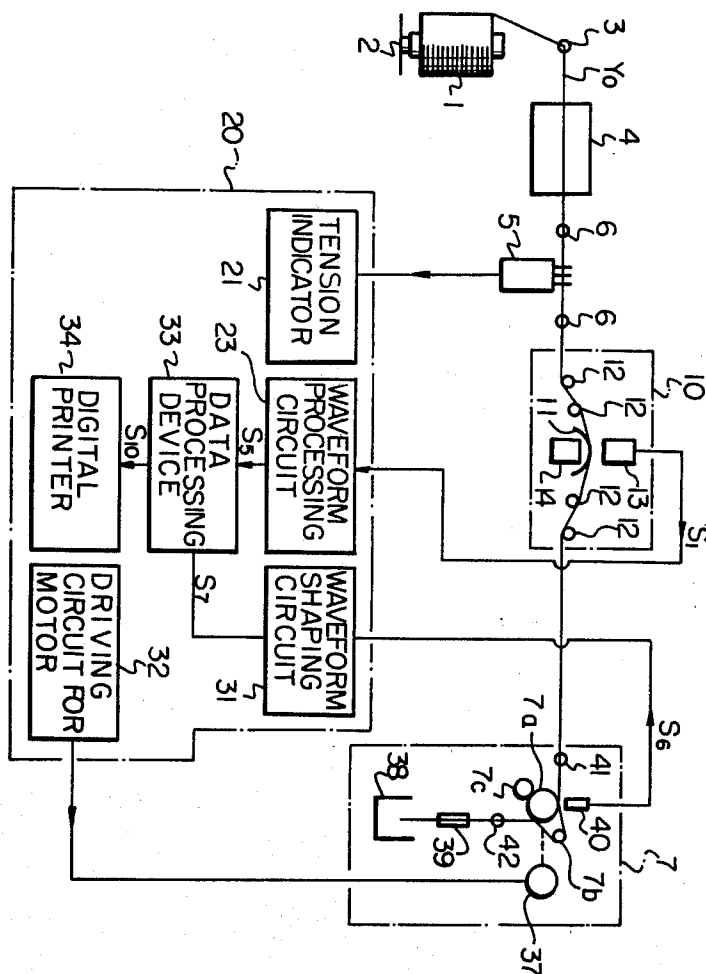 3
Yo
4
6
6
5
1
2
10
12
12
11
13
14
12
12
S1
S6
7
41
40
7a
7b
7c
42
39
38
37
20
TENSION
INDICATOR
21
WAVEFORM
PROCESSING
CIRCUIT
23
WAVEFORM
SHAPING
CIRCUIT
31
S5
S7
DATA
PROCESSING
DEVICE
33
S10
DIGITAL
PRINTER
34
DRIVING
CIRCUIT FOR
MOTOR
32